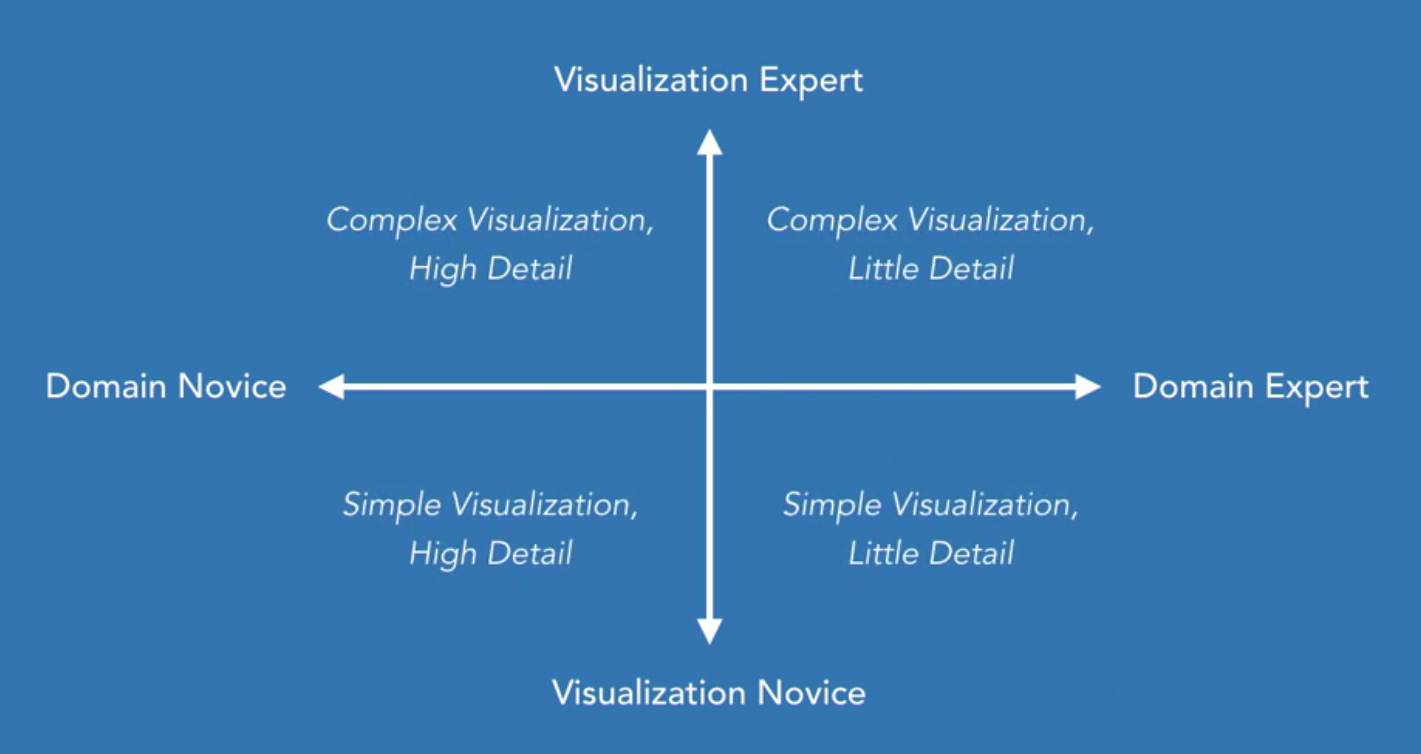 Visualization Expert
Complex Visualization,
High Detail
Complex Visualization,
Little Detail
Domain Novice
Domain Expert
Simple Visualization,
High Detail
Simple Visualization,
Little Detail
Visualization Novice